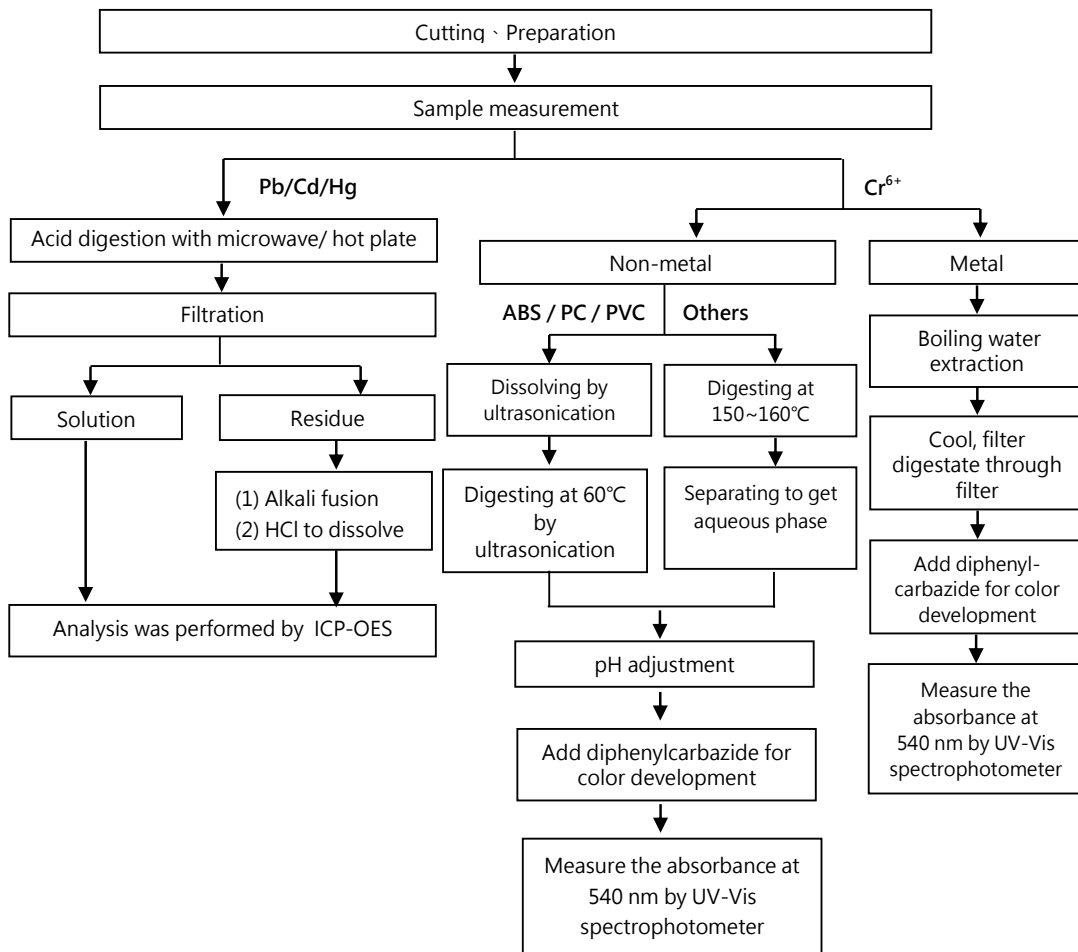 Cutting、Preparation
Sample measurement
Pb/Cd/Hg
Acid digestion with microwave/ hot plate
Filtration
Solution
Residue
(1) Alkali fusion
(2) HCl to dissolve
Analysis was performed by ICP-OES
Cr⁶⁺
Non-metal
ABS / PC / PVC
Others
Dissolving by
ultrasonication
Digesting at 60℃
by
ultrasonication
Digesting at
150~160℃
Separating to get
aqueous phase
pH adjustment
Add diphenylcarbazide for
color development
Measure the absorbance at
540 nm by UV-Vis
spectrophotometer
Metal
Boiling water
extraction
Cool, filter
digestate through
filter
Add diphenyl-
carbazide for color
development
Measure the
absorbance at
540 nm by UV-Vis
spectrophotometer